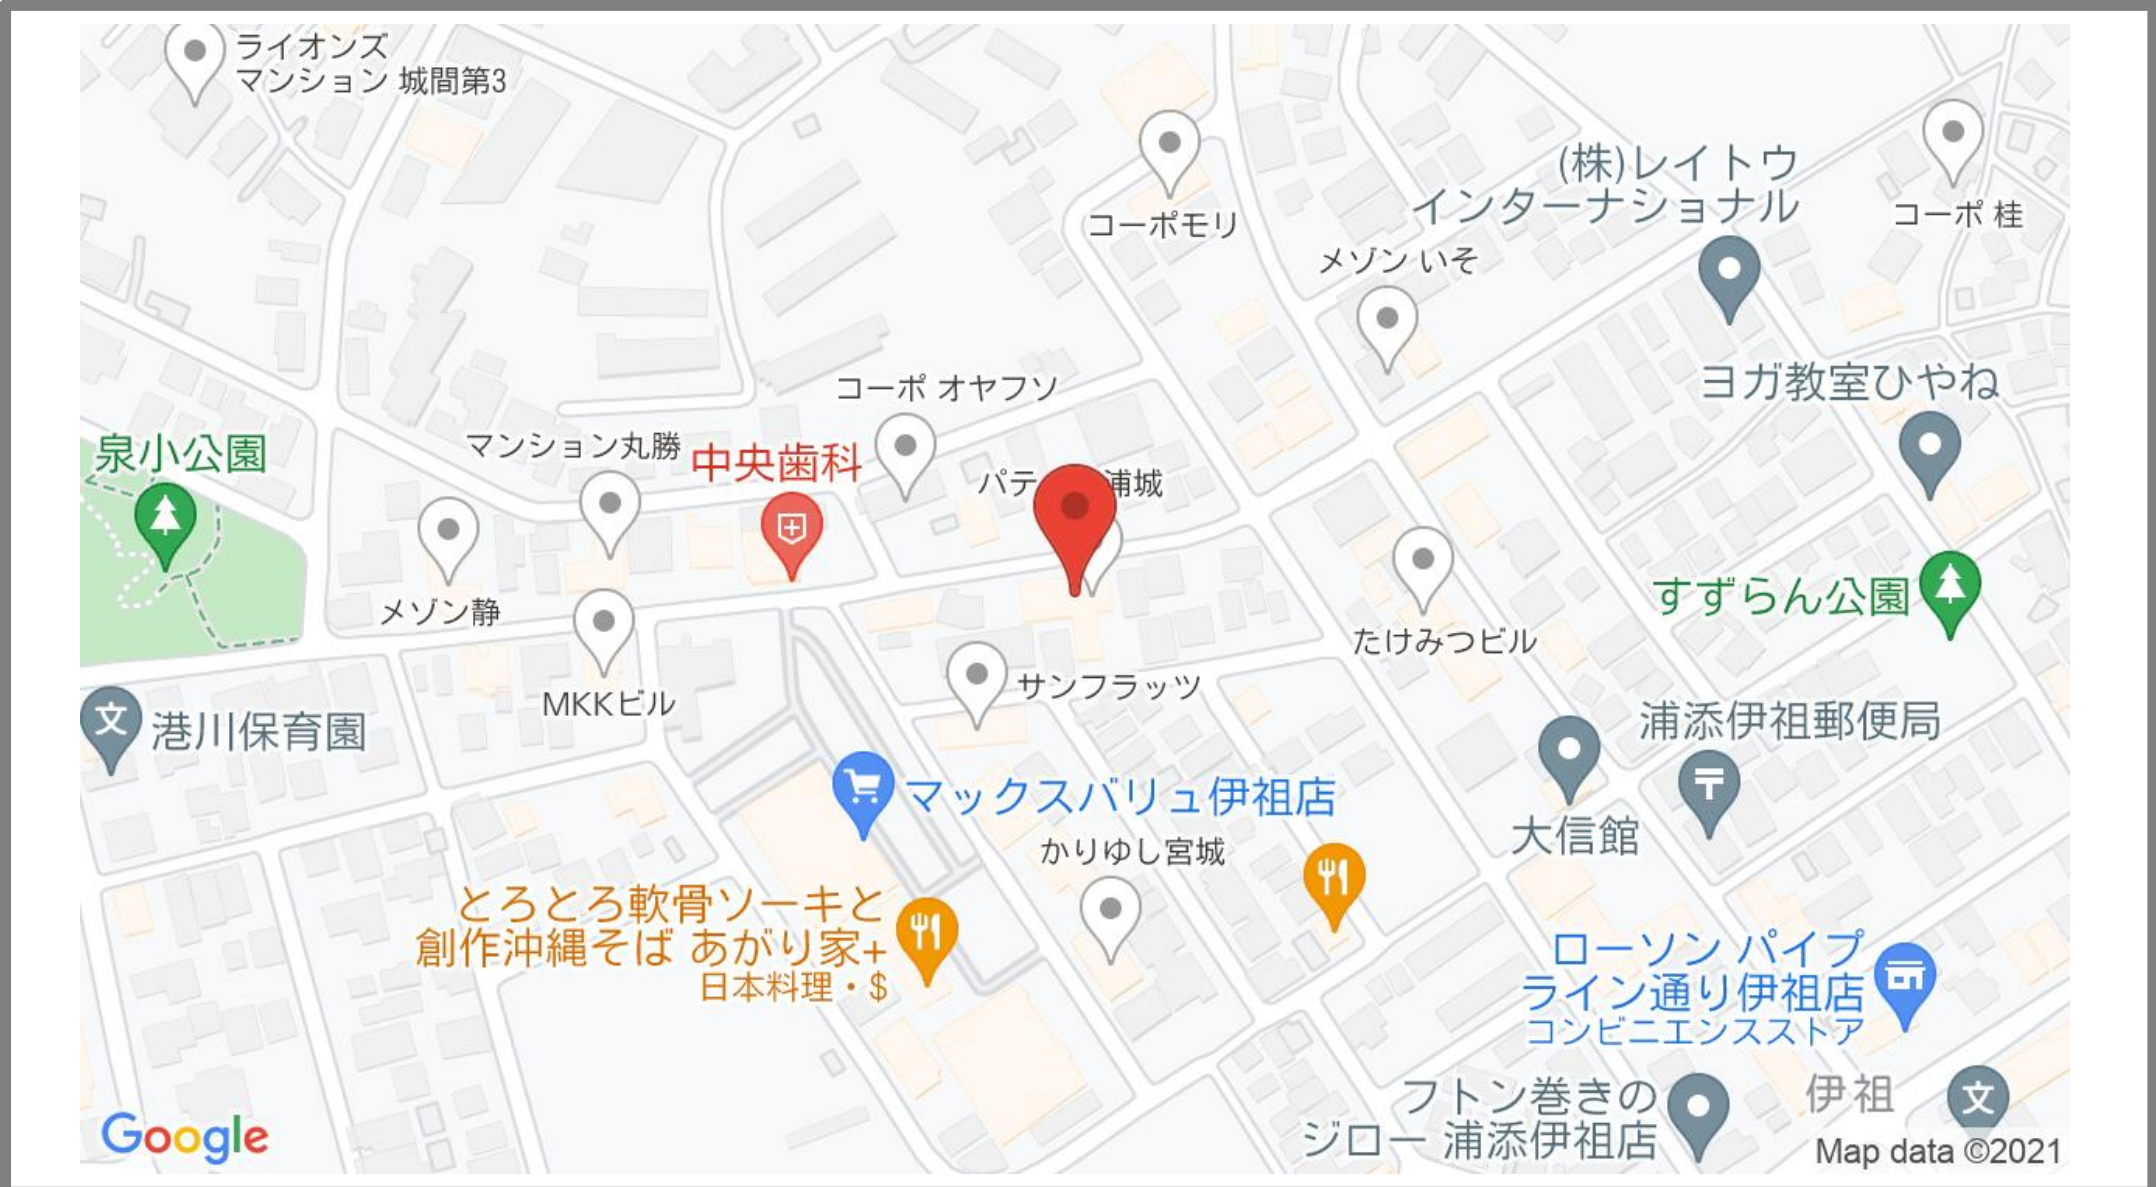 ライオンズ
マンション 城間第3
コーポモリ
(株)レイトウ
インターナショナル
コーポ 桂
メゾン いそ
コーポ オヤフソ
ヨガ教室ひやね
泉小公園
マンション丸勝
中央歯科
パテ 浦城
メゾン静
すずらん公園
たけみつビル
MKKビル
サンフラッツ
文 港川保育園
浦添伊祖郵便局
マックスバリュ伊祖店
大信館
かりゆし宮城
とろとろ軟骨ソーキと
創作沖縄そば あがり家+
日本料理・$
ローソン パイプ
ライン通り伊祖店
コンビニエンスストア
フトン巻きの
ジロー 浦添伊祖店
伊祖
文
Google
Map data ©2021